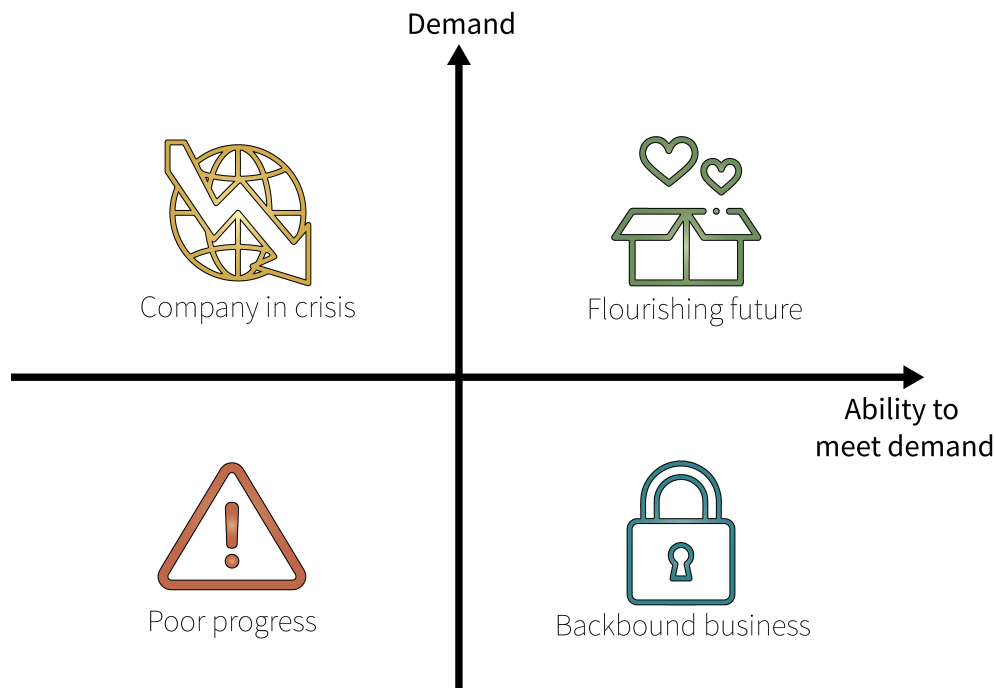 Demand
Company in crisis
Flourishing future
Ability to
meet demand
Poor progress
Backbound business